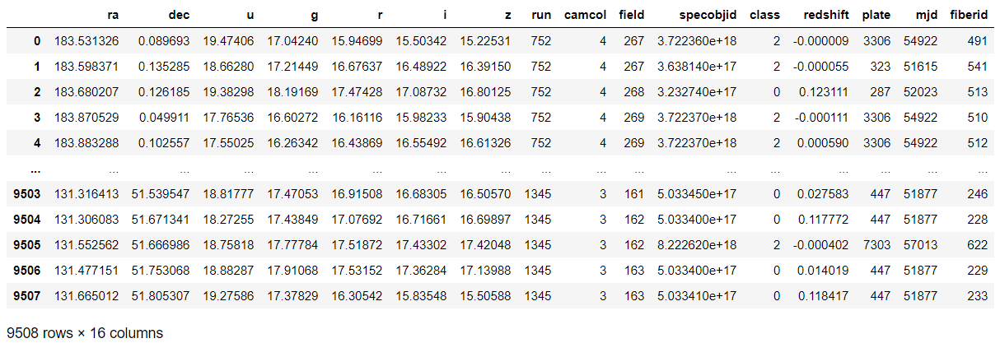 ra dec u g r i z run camcol field specobjid class redshift plate mjd fiberid
0 183.531326 0.089693 19.47406 17.04240 15.94699 15.50342 15.22531 752 4 267 3.722360e+18 2 -0.000009 3306 54922 491
1 183.598371 0.135285 18.66280 17.21449 16.67637 16.48922 16.39150 752 4 267 3.638140e+17 2 -0.000055 323 51615 541
2 183.680207 0.126185 19.38298 18.19169 17.47428 17.08732 16.80125 752 4 268 3.232740e+17 0 0.123111 287 52023 513
3 183.870529 0.049911 17.76536 16.60272 16.16116 15.98233 15.90438 752 4 269 3.722370e+18 2 -0.000111 3306 54922 510
4 183.883288 0.102557 17.55025 16.26342 16.43869 16.55492 16.61326 752 4 269 3.722370e+18 2 0.000590 3306 54922 512
... ... ... ... ... ... ... ... ... ... ... ... ... ... ... ... ...
9503 131.316413 51.539547 18.81777 17.47053 16.91508 16.68305 16.50570 1345 3 161 5.033450e+17 0 0.027583 447 51877 246
9504 131.306083 51.671341 18.27255 17.43849 17.07692 16.71661 16.69897 1345 3 162 5.033400e+17 0 0.117772 447 51877 228
9505 131.552562 51.666986 18.75818 17.77784 17.51872 17.43302 17.42048 1345 3 162 8.222620e+18 2 -0.000402 7303 57013 622
9506 131.477151 51.753068 18.88287 17.91068 17.53152 17.36284 17.13988 1345 3 163 5.033400e+17 0 0.014019 447 51877 229
9507 131.665012 51.805307 19.27586 17.37829 16.30542 15.83548 15.50588 1345 3 163 5.033410e+17 0 0.118417 447 51877 233
9508 rows × 16 columns